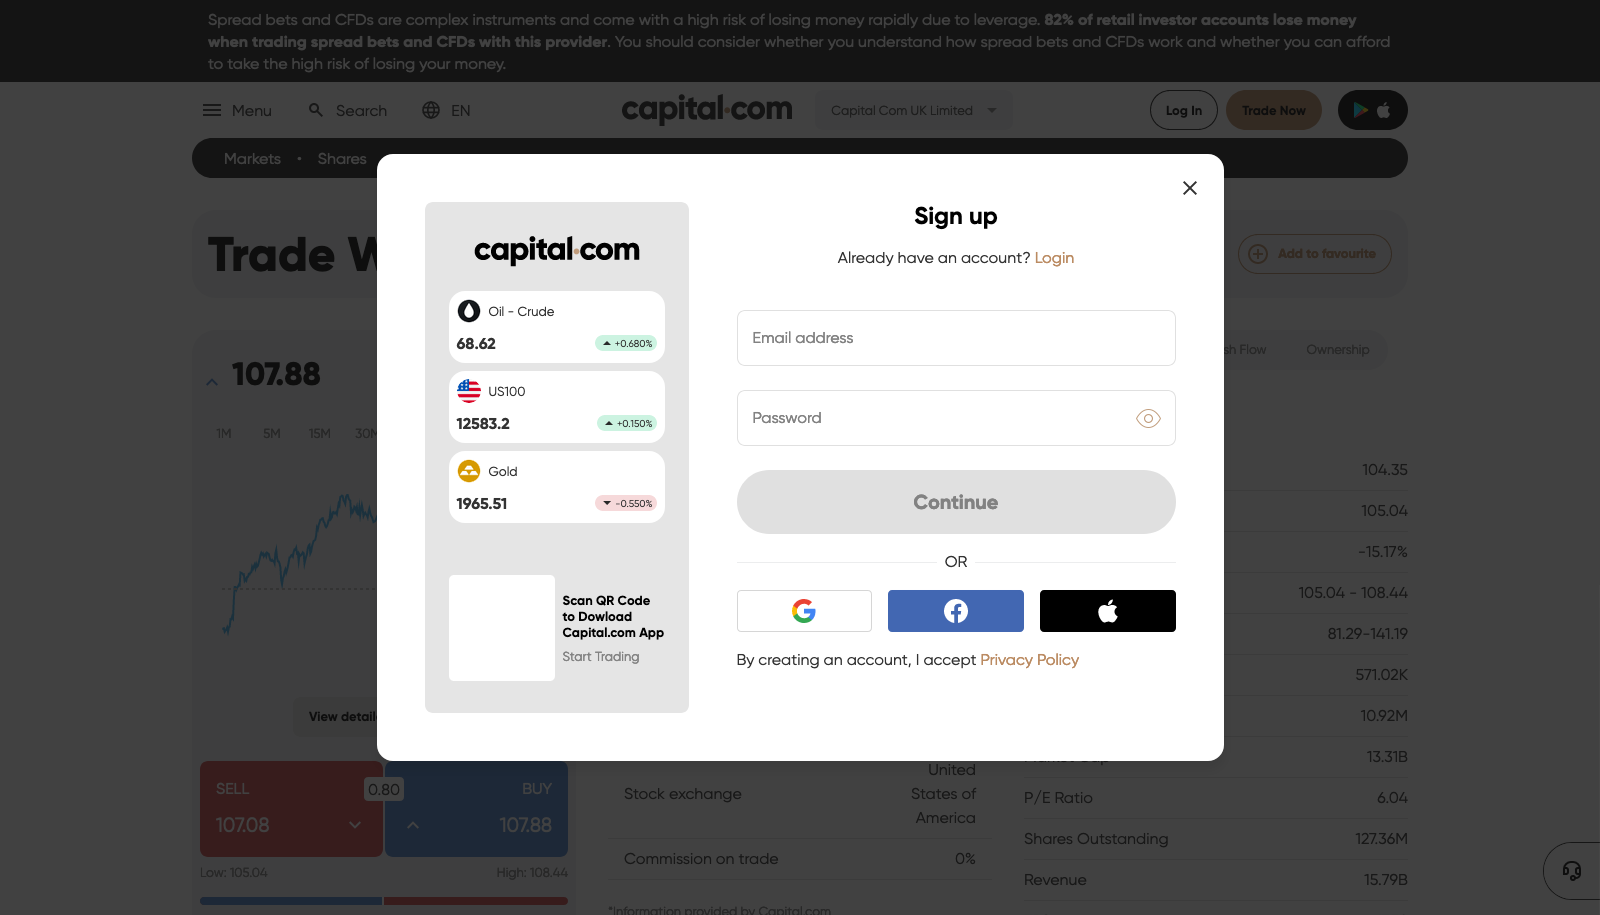 Spread bets and CFDs are complex instruments and come with a high risk of losing money rapidly due to leverage. 82% of retail investor accounts lose money
when trading spread bets and CFDs with this provider. You should consider whether you understand how spread bets and CFDs work and whether you can afford
to take the high risk of losing your money.
Menu
Search
EN
capital.com
Capital Com UK Limited
Log In
Trade Now
Markets • Shares
Trade W
Add to favourite
107.88
1M 5M 15M 30M
View detaile
SELL
107.08
0.80
BUY
107.88
Low: 105.04
High: 108.44
Sign up
Already have an account? Login
Email address
Password
Continue
OR
By creating an account, I accept Privacy Policy
capital.com
Oil - Crude
68.62
+0.680%
US100
12583.2
+0.150%
Gold
1965.51
-0.550%
Scan QR Code
to Dowload
Capital.com App
Start Trading
sh Flow
Ownership
104.35
105.04
-15.17%
105.04 - 108.44
81.29-141.19
571.02K
10.92M
13.31B
P/E Ratio 6.04
Shares Outstanding 127.36M
Revenue 15.79B
United
Stock exchange States of
America
Commission on trade 0%
*Information provided by Capital.com